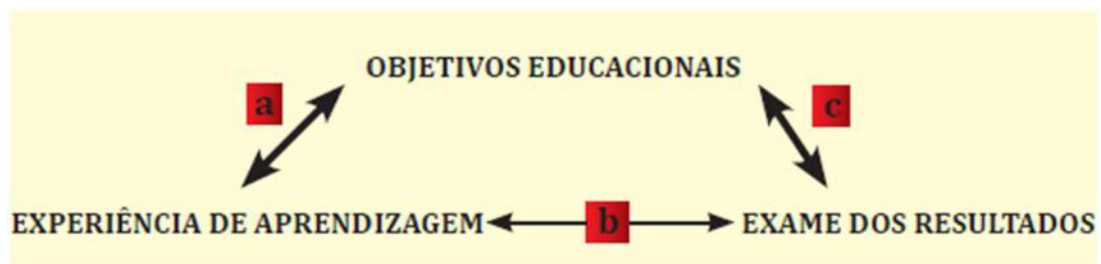 OBJETIVOS EDUCACIONAIS
a
c
EXPERIÊNCIA DE APRENDIZAGEM b EXAME DOS RESULTADOS